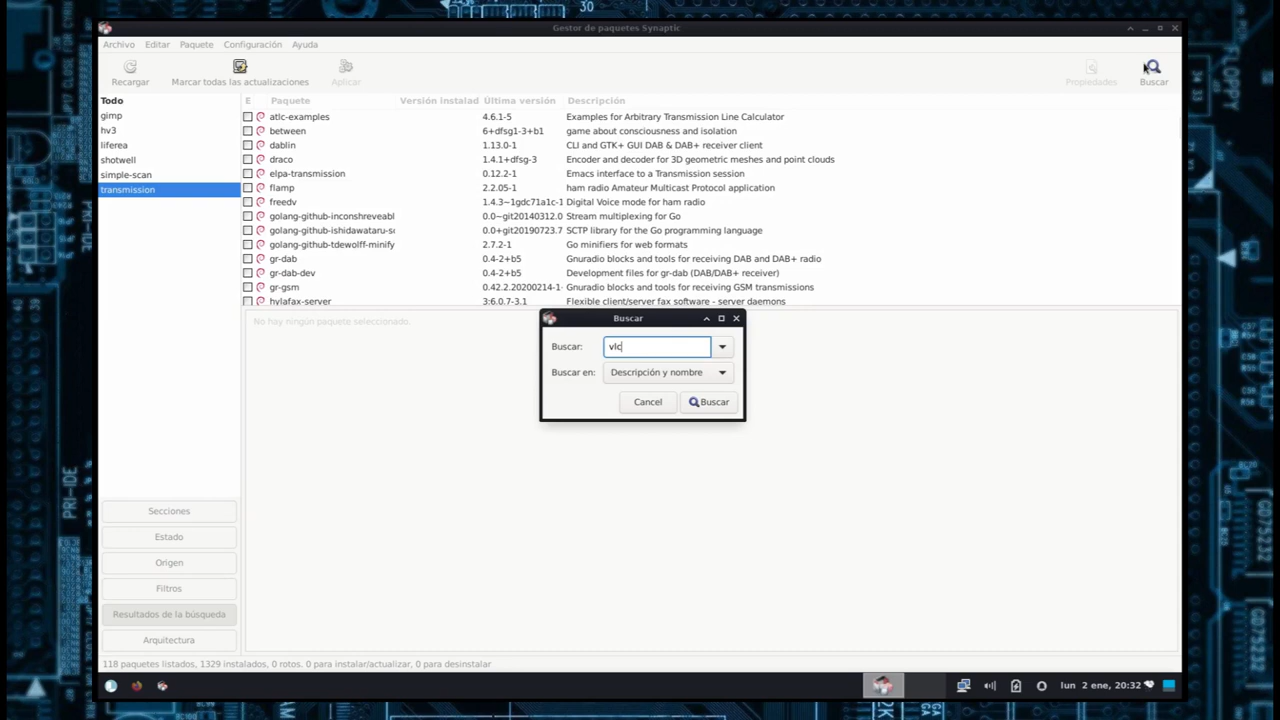 30
Gestor de paquetes Synaptic
Archivo Editar Paquete Configuración Ayuda
Recargar Marcar todas las actualizaciones Aplicar Propiedades Buscar
Todo
gimp
hv3
liferea
shotwell
simple-scan
transmission
E Paquete Versión instalad Última versión Descripción
atlc-examples 4.6.1-5 Examples for Arbitrary Transmission Line Calculator
between 6+dfsg1-3+b1 game about consciousness and isolation
dablin 1.13.0-1 CLI and GTK+ GUI DAB & DAB+ receiver client
draco 1.4.1+dfsg-3 Encoder and decoder for 3D geometric meshes and point clouds
elpa-transmission 0.12.2-1 Emacs interface to a Transmission session
flamp 2.2.05-1 ham radio Amateur Multicast Protocol application
freedv 1.4.3~1gdc71a1c-1 Digital Voice mode for ham radio
golang-github-inconshreveabl 0.0~git20140312.0 Stream multiplexing for Go
golang-github-ishidawataru-sc 0.0+git20190723.7 SCTP library for the Go programming language
golang-github-tdewolff-minify 2.7.2-1 Go minifiers for web formats
gr-dab 0.4-2+b5 Gnuradio blocks and tools for receiving DAB and DAB+ radio
gr-dab-dev 0.4-2+b5 Development files for gr-dab (DAB/DAB+ receiver)
gr-gsm 0.42.2.20200214-1 Gnuradio blocks and tools for receiving GSM transmissions
hylafax-server 3:6.0.7-3.1 Flexible client/server fax software - server daemons
No hay ningún paquete seleccionado.
Buscar
Buscar: vlc
Buscar en: Descripción y nombre
Cancel Buscar
Secciones
Estado
Origen
Filtros
Resultados de la búsqueda
Arquitectura
118 paquetes listados, 1329 instalados, 0 rotos. 0 para instalar/actualizar, 0 para desinstalar
lun 2 ene, 20:32
FLOPPY
PRI-IDE
PRI-IDE
CD75232